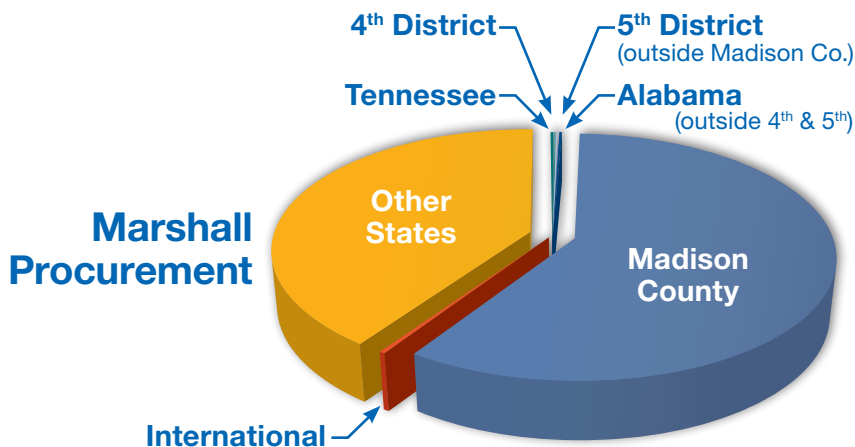 4th District
5th District
(outside Madison Co.)
Tennessee
Alabama
(outside 4th & 5th)
Other
States
Marshall
Procurement
Madison
County
International